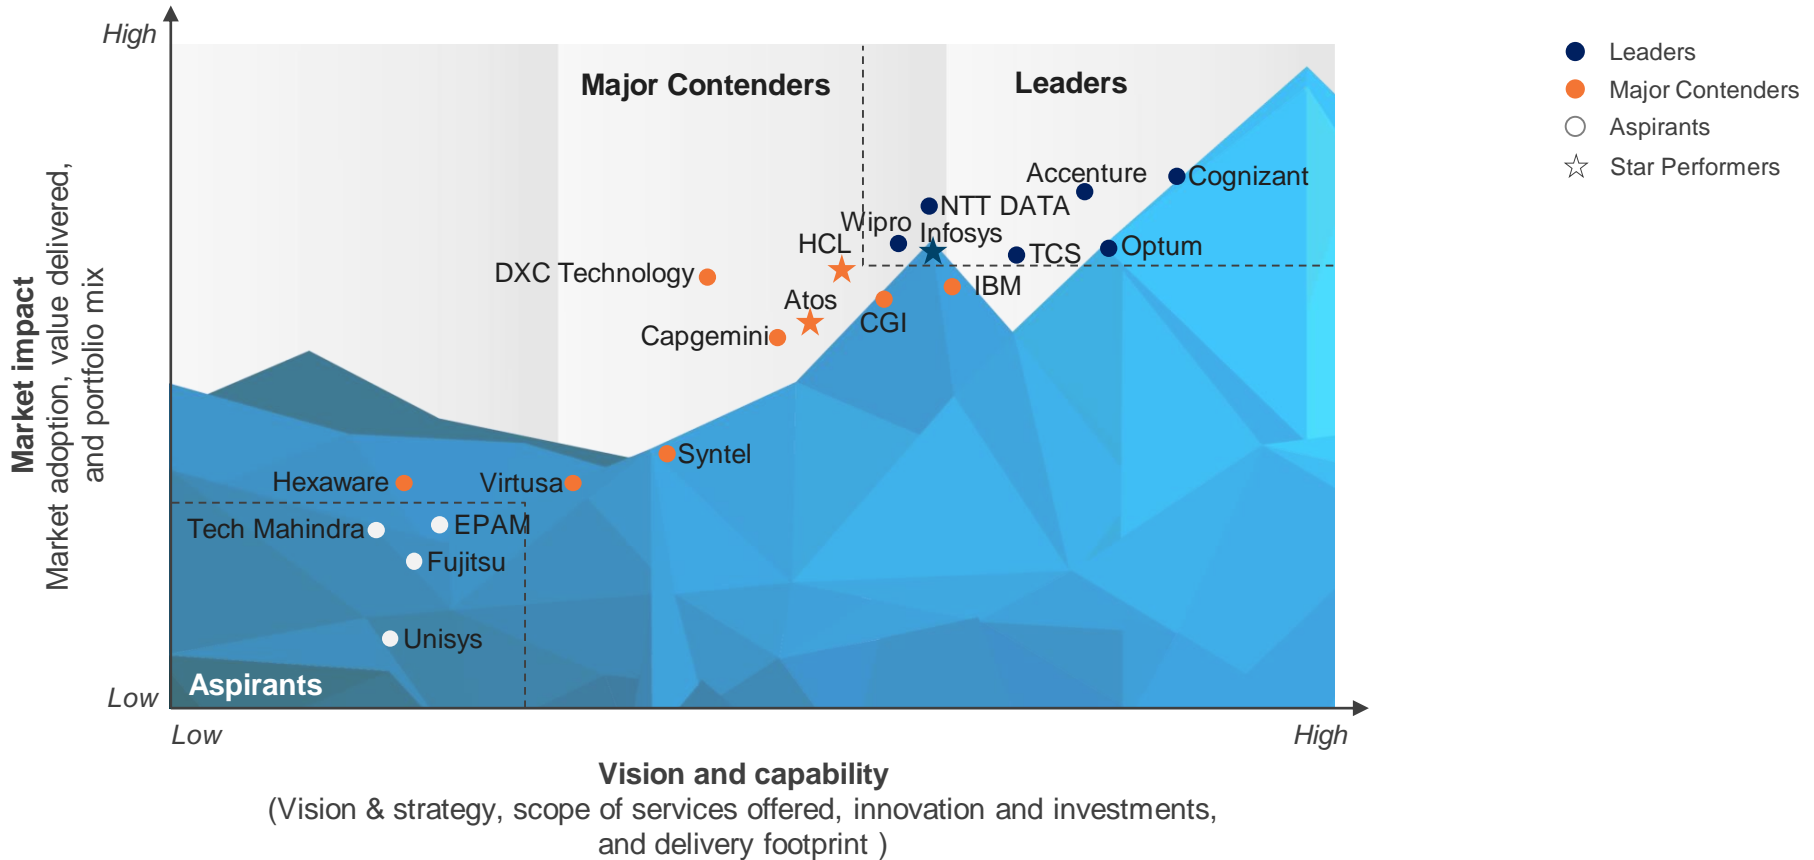 High
Major Contenders
Leaders
Leaders
Major Contenders
Aspirants
Star Performers
Accenture
Cognizant
NTT DATA
Wipro
Infosys
HCL
TCS
Optum
DXC Technology
IBM
Atos
CGI
Capgemini
Syntel
Hexaware
Virtusa
Tech Mahindra
EPAM
Fujitsu
Unisys
Aspirants
Market impact
Market adoption, value delivered,
and portfolio mix
Low
Low
High
Vision and capability
(Vision & strategy, scope of services offered, innovation and investments,
and delivery footprint )